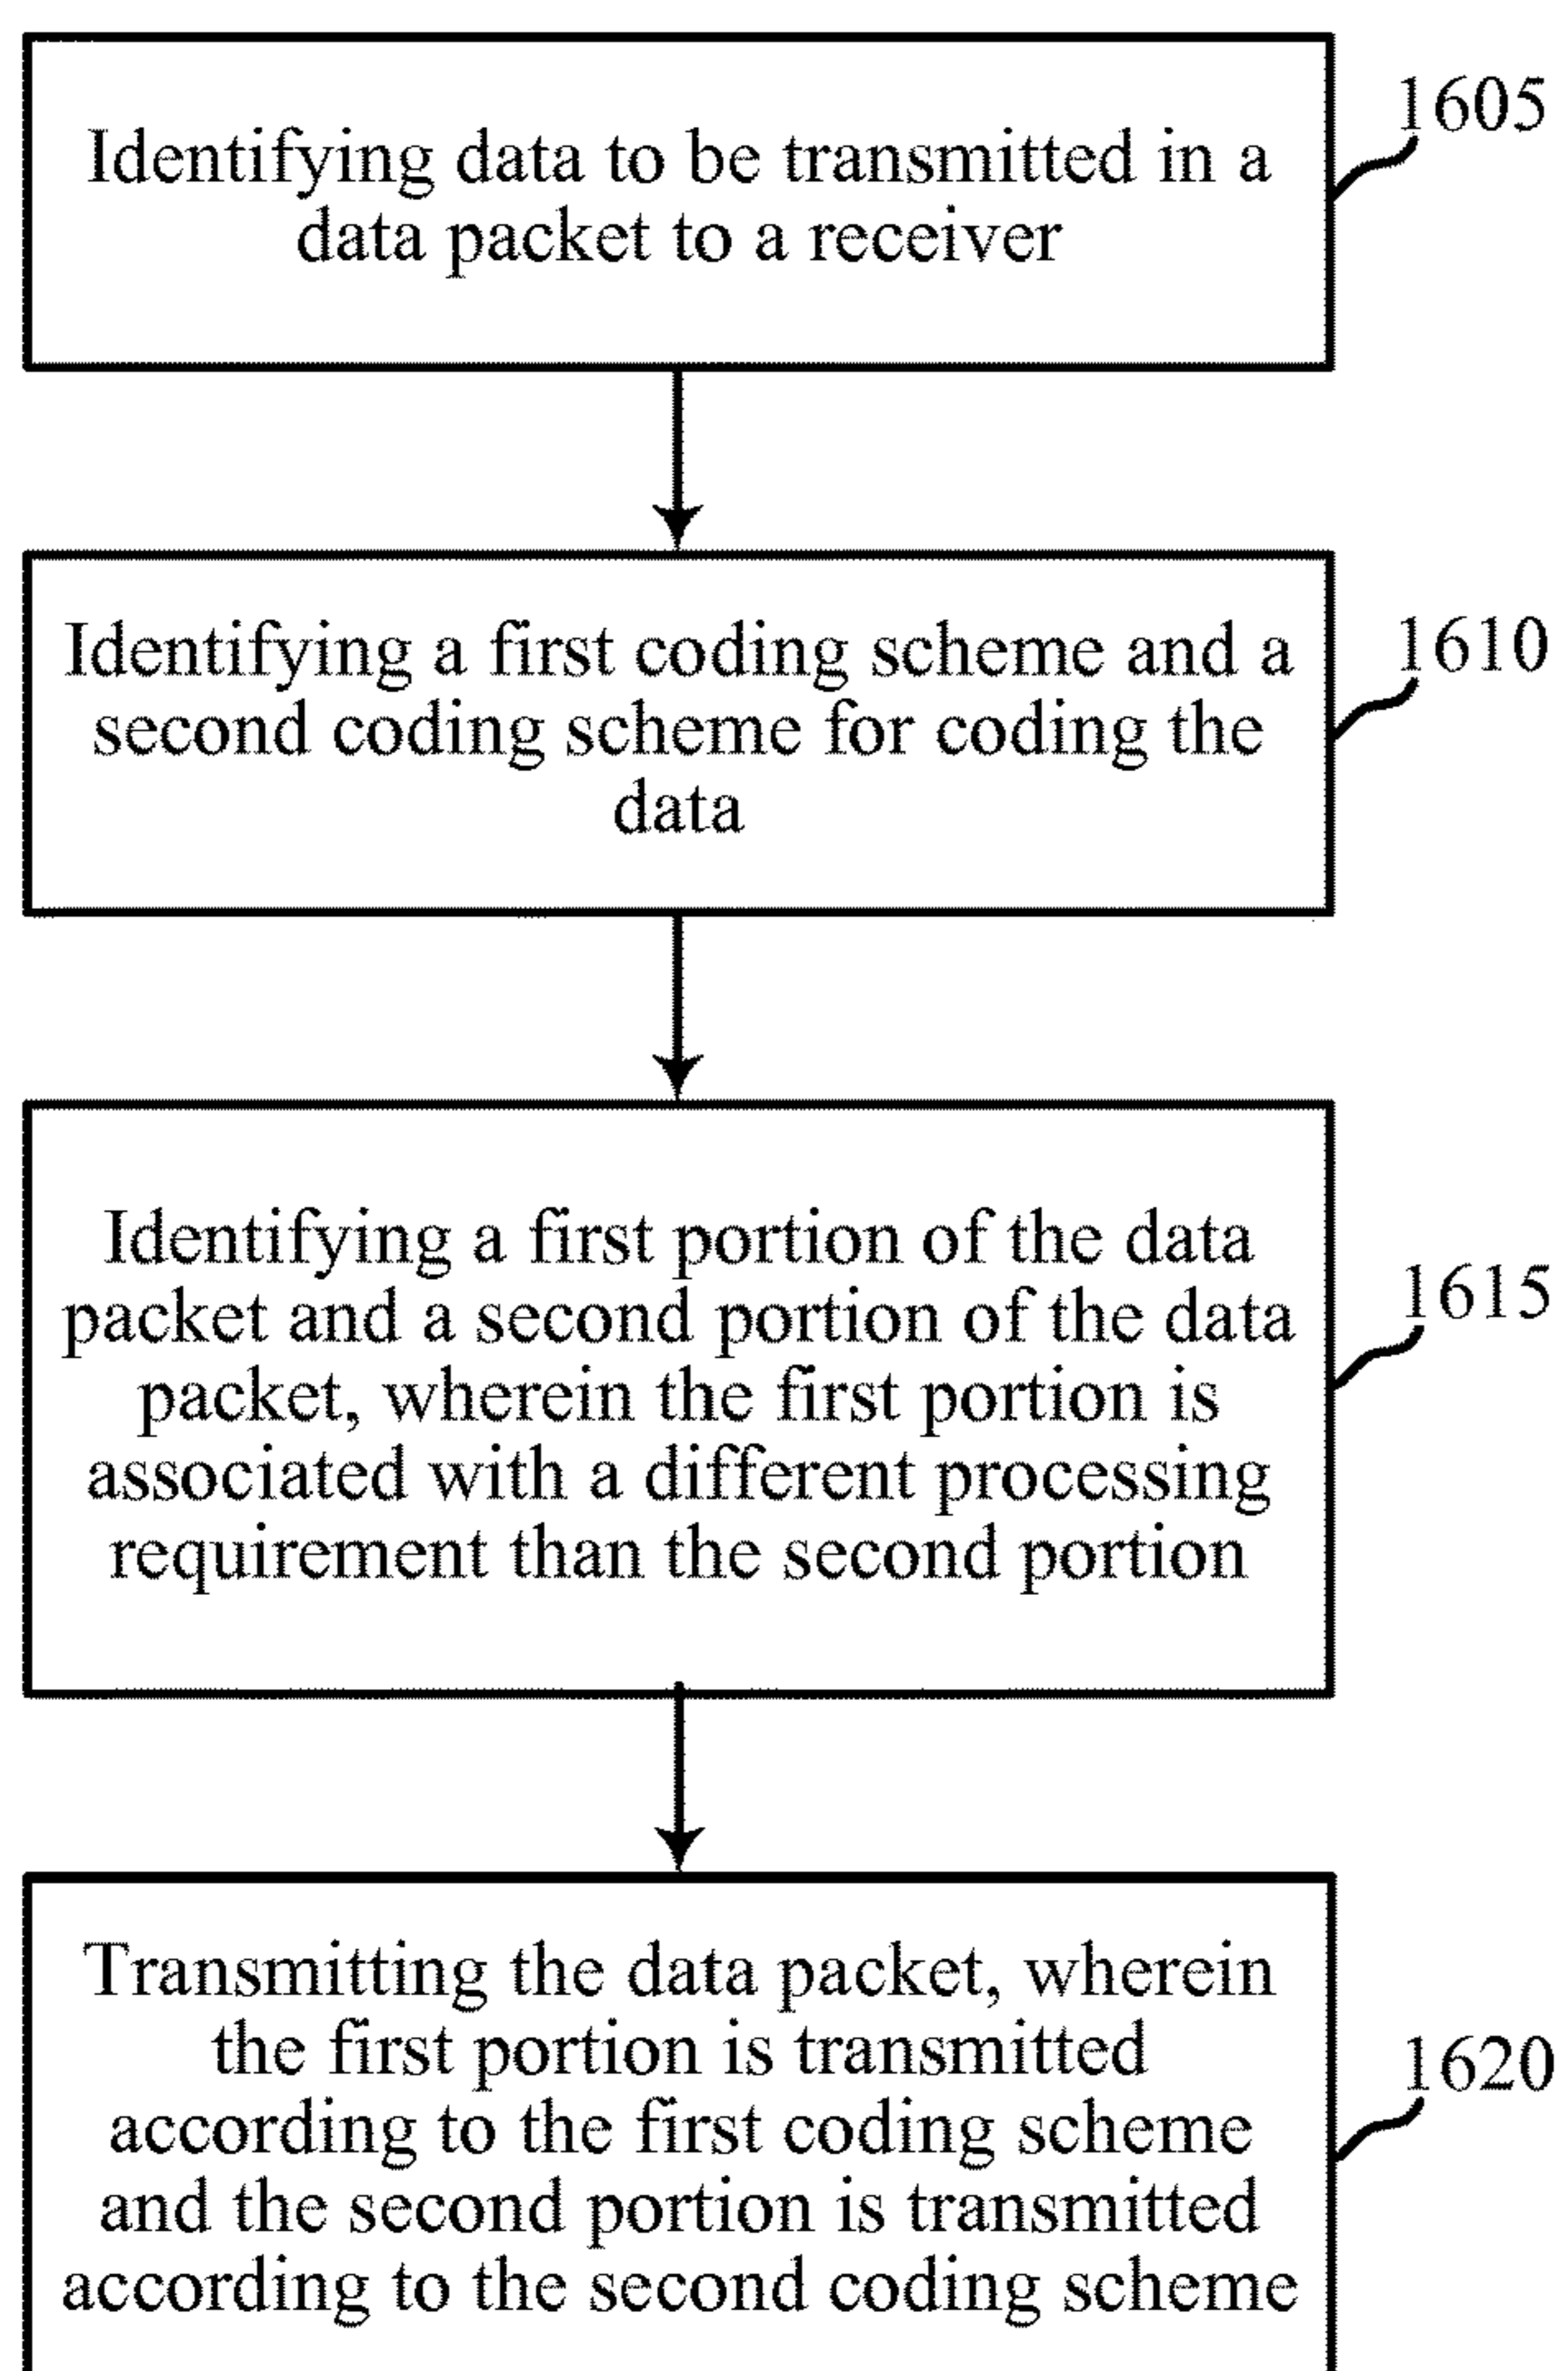 Identifying data to be transmitted in a
data packet to a receiver
1605
Identifying a first coding scheme and a
second coding scheme for coding the
data
1610
Identifying a first portion of the data
packet and a second portion of the data
packet, wherein the first portion is
associated with a different processing
requirement than the second portion
1615
Transmitting the data packet, wherein
the first portion is transmitted
according to the first coding scheme
and the second portion is transmitted
according to the second coding scheme
1620